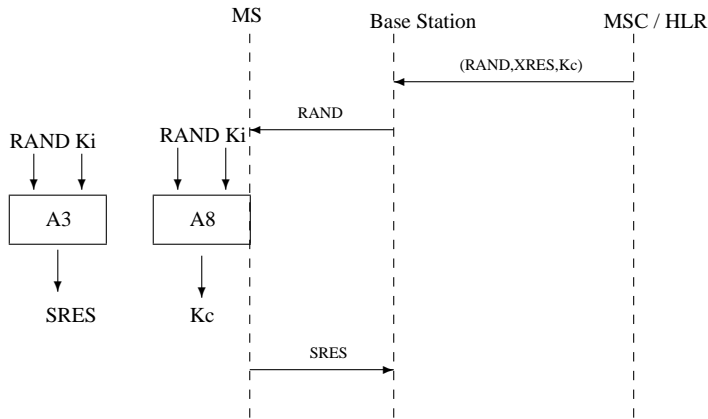 MS
Base Station
MSC / HLR
(RAND,XRES,Kc)
RAND
RAND Ki
RAND Ki
A3
A8
SRES
Kc
SRES